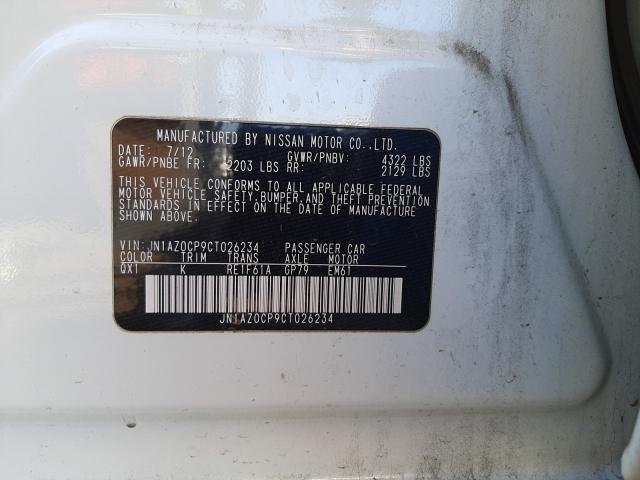 MANUFACTURED BY NISSAN MOTOR CO.,LTD.
DATE: 7/12 GVWR/PNBV: 4322 LBS
GAWR/PNBE FR: 2203 LBS RR: 2129 LBS
THIS VEHICLE CONFORMS TO ALL APPLICABLE FEDERAL
MOTOR VEHICLE SAFETY,BUMPER,AND THEFT PREVENTION
STANDARDS IN EFFECT ON THE DATE OF MANUFACTURE
SHOWN ABOVE.
VIN:JN1AZ0CP9CT026234 PASSENGER CAR
COLOR TRIM TRANS AXLE MOTOR
QX1 K RE1F61A GP79 EM61
JN1AZ0CP9CT026234